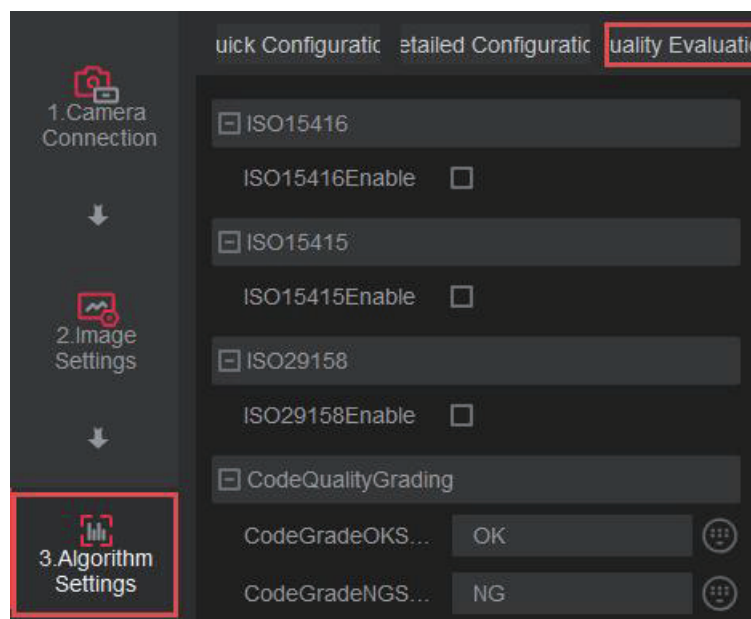 uick Configuratic
etailed Configuratic
uality Evaluati
1.Camera
Connection
2.Image
Settings
3.Algorithm
Settings
ISO15416
ISO15416Enable
ISO15415
ISO15415Enable
ISO29158
ISO29158Enable
CodeQualityGrading
CodeGradeOKS... OK
CodeGradeNGS... NG